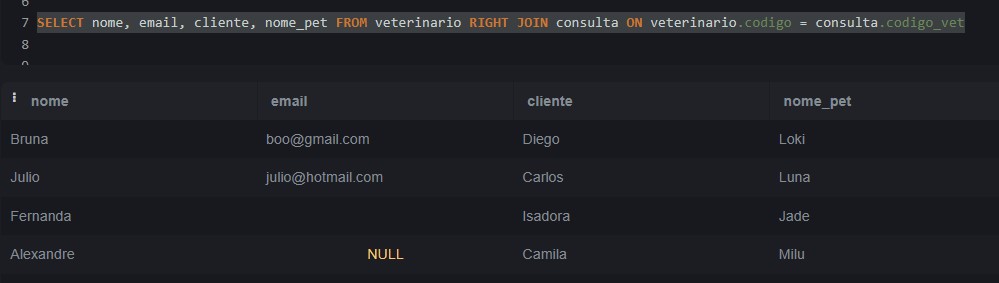 6
7 SELECT nome, email, cliente, nome_pet FROM veterinario RIGHT JOIN consulta ON veterinario.codigo = consulta.codigo_vet
8
nome email cliente nome_pet
Bruna boo@gmail.com Diego Loki
Julio julio@hotmail.com Carlos Luna
Fernanda Isadora Jade
Alexandre NULL Camila Milu